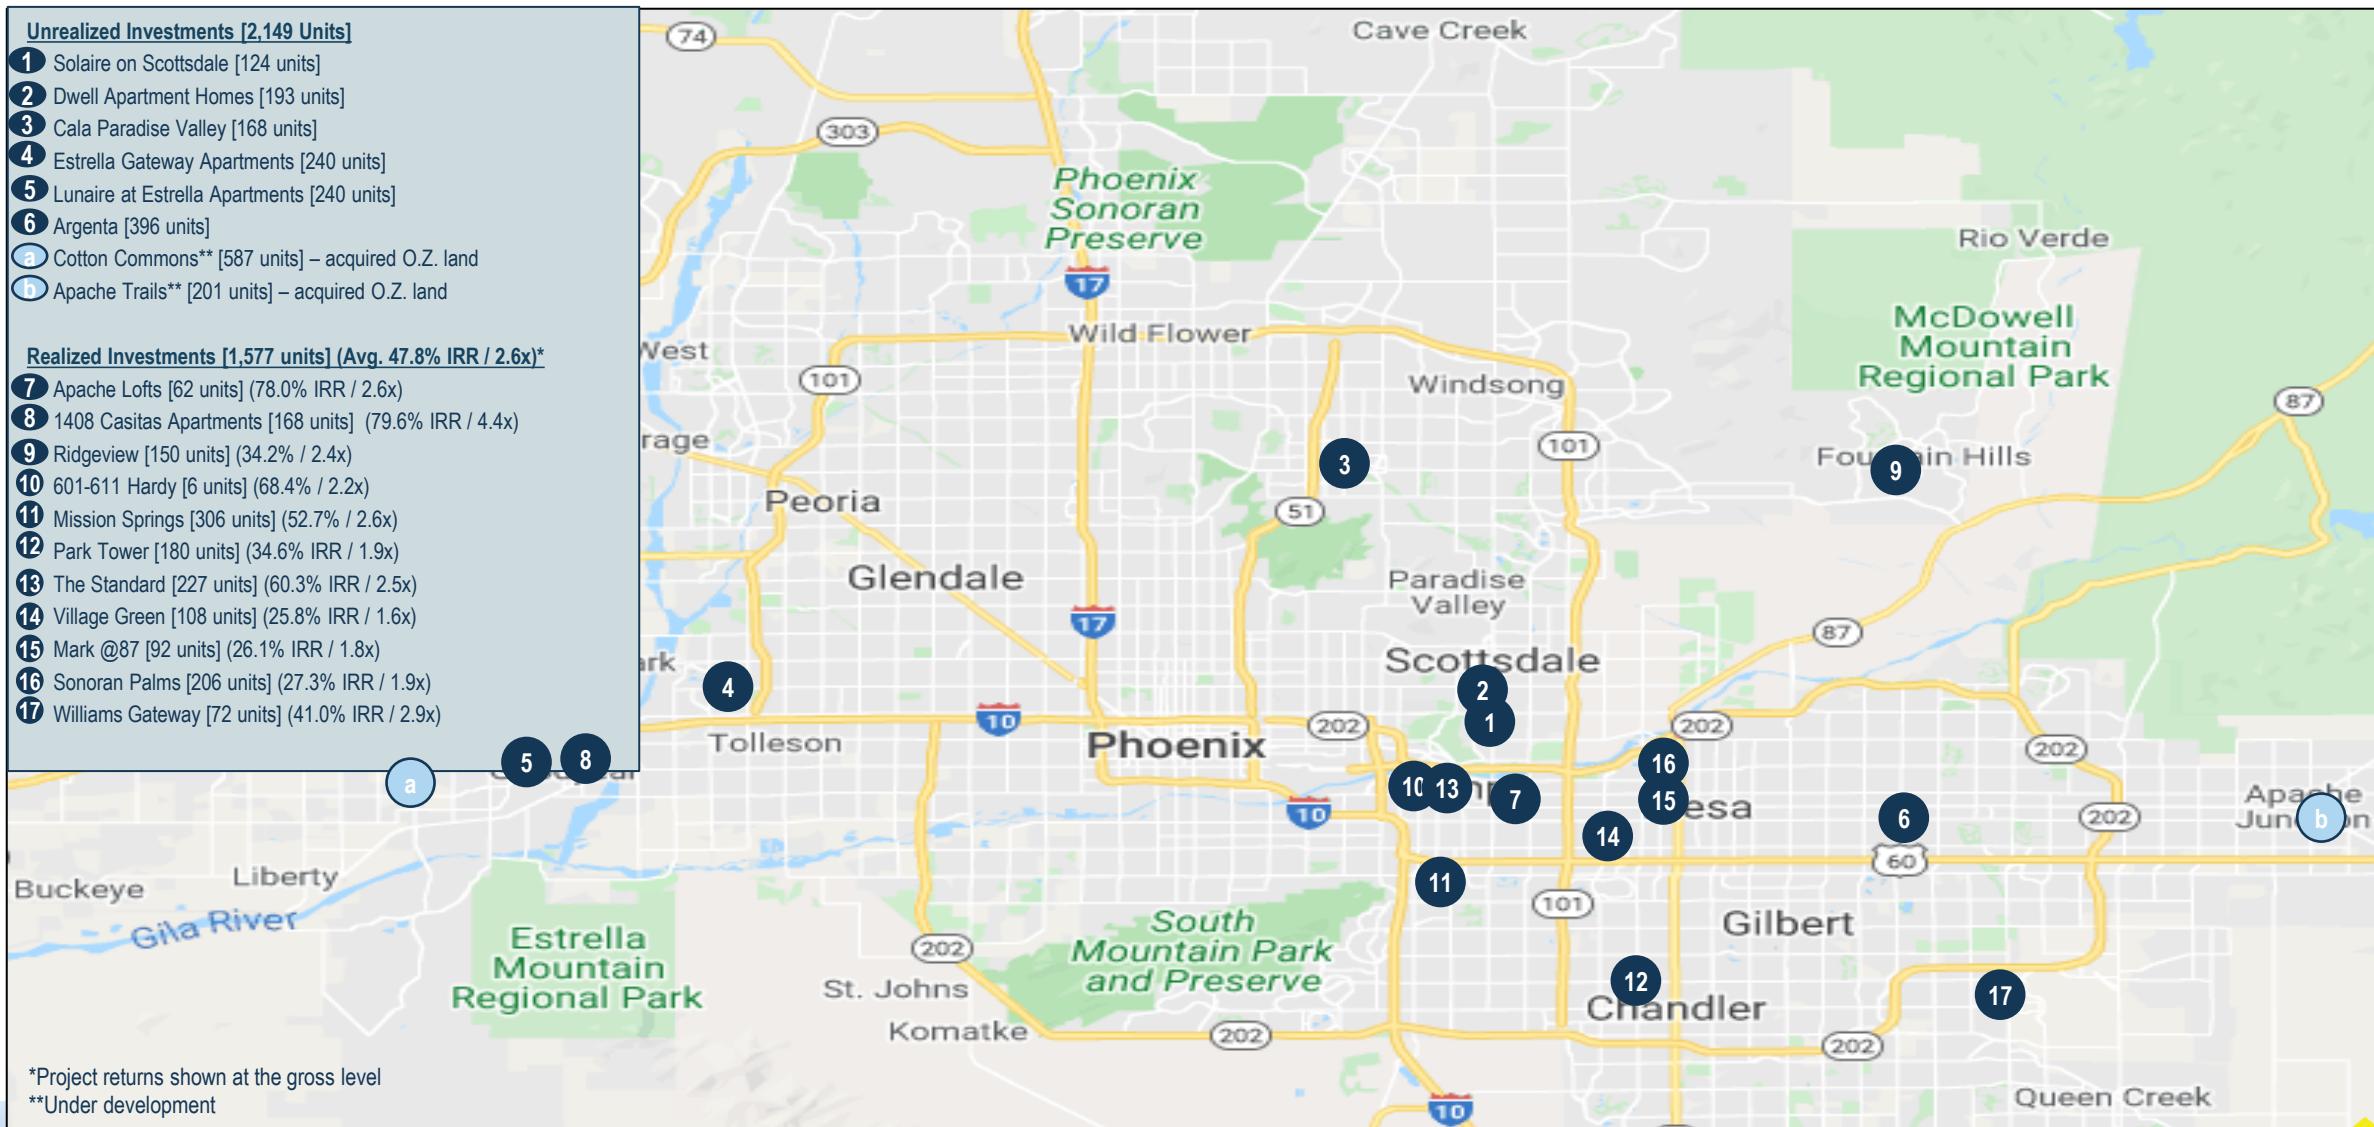 Unrealized Investments [2,149 Units]
1 Solaire on Scottsdale [124 units]
2 Dwell Apartment Homes [193 units]
3 Cala Paradise Valley [168 units]
4 Estrella Gateway Apartments [240 units]
5 Lunaire at Estrella Apartments [240 units]
6 Argenta [396 units]
a Cotton Commons** [587 units] – acquired O.Z. land
b Apache Trails** [201 units] – acquired O.Z. land
Realized Investments [1,577 units] (Avg. 47.8% IRR / 2.6x)*
7 Apache Lofts [62 units] (78.0% IRR / 2.6x)
8 1408 Casitas Apartments [168 units] (79.6% IRR / 4.4x)
9 Ridgeview [150 units] (34.2% / 2.4x)
10 601-611 Hardy [6 units] (68.4% / 2.2x)
11 Mission Springs [306 units] (52.7% / 2.6x)
12 Park Tower [180 units] (34.6% IRR / 1.9x)
13 The Standard [227 units] (60.3% IRR / 2.5x)
14 Village Green [108 units] (25.8% IRR / 1.6x)
15 Mark @87 [92 units] (26.1% IRR / 1.8x)
16 Sonoran Palms [206 units] (27.3% IRR / 1.9x)
17 Williams Gateway [72 units] (41.0% IRR / 2.9x)
74
Cave Creek
303
Phoenix
Sonoran
Preserve
Rio Verde
17
Wild Flower
McDowell
Mountain
Regional Park
West
101
Windsong
87
rage
101
3
Fountain Hills
9
Peoria
51
Glendale
Paradise
Valley
17
87
ark
Scottsdale
4
2
1
10
202
202
Tolleson
Phoenix
202
5
8
a
16
10
13
7
15
esa
Apache
Junction
b
6
202
10
14
60
Buckeye
Liberty
11
101
Gila River
South
Mountain Park
and Preserve
Gilbert
Estrella
Mountain
Regional Park
202
St. Johns
12
17
Chandler
Komatke
202
202
*Project returns shown at the gross level
**Under development
10
Queen Creek